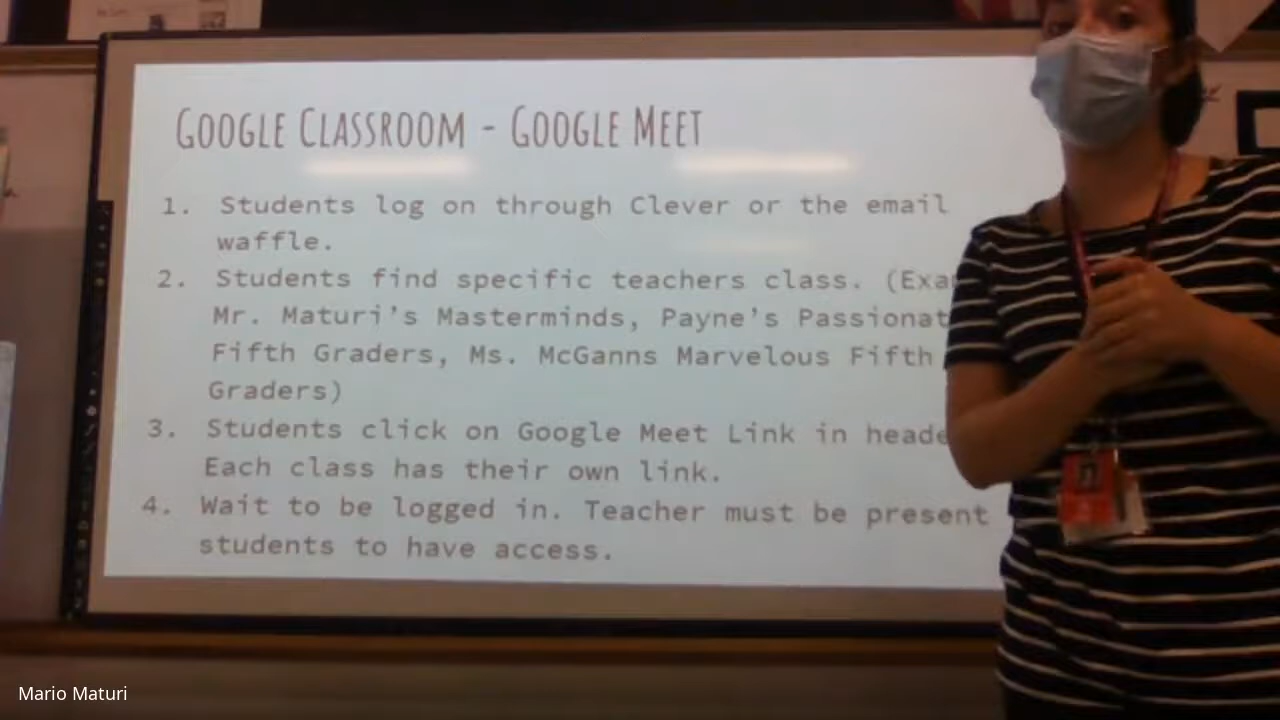 GOOGLE CLASSROOM - GOOGLE MEET
1. Students log on through Clever or the email
waffle.
2. Students find specific teachers class.
Mr. Maturi's Masterminds, Payne's
Fifth Graders, Ms. McGanns Marvelous Fifth
Graders)
3. Students click on Google Meet Link in
Each class has their own link.
4. Wait to be logged in. Teacher must be present
students to have access.
Mario Maturi